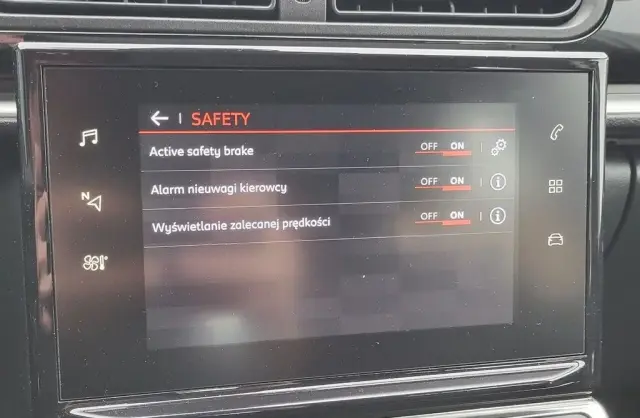 SAFETY
Active safety brake OFF ON
Alarm nieuwagi kierowcy OFF ON
Wyświetlanie zalecanej prędkości OFF ON
N